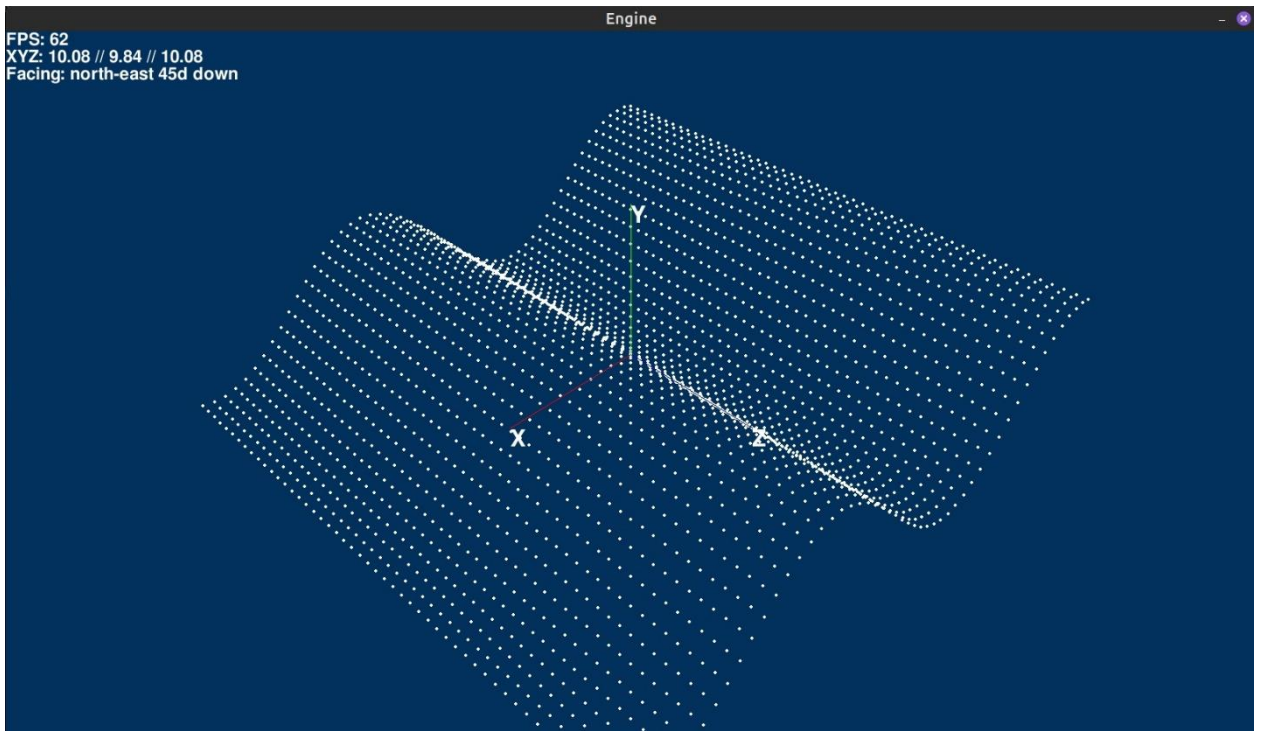 Engine
FPS: 62
XYZ: 10.08 // 9.84 // 10.08
Facing: north-east 45d down
Y
X
Z